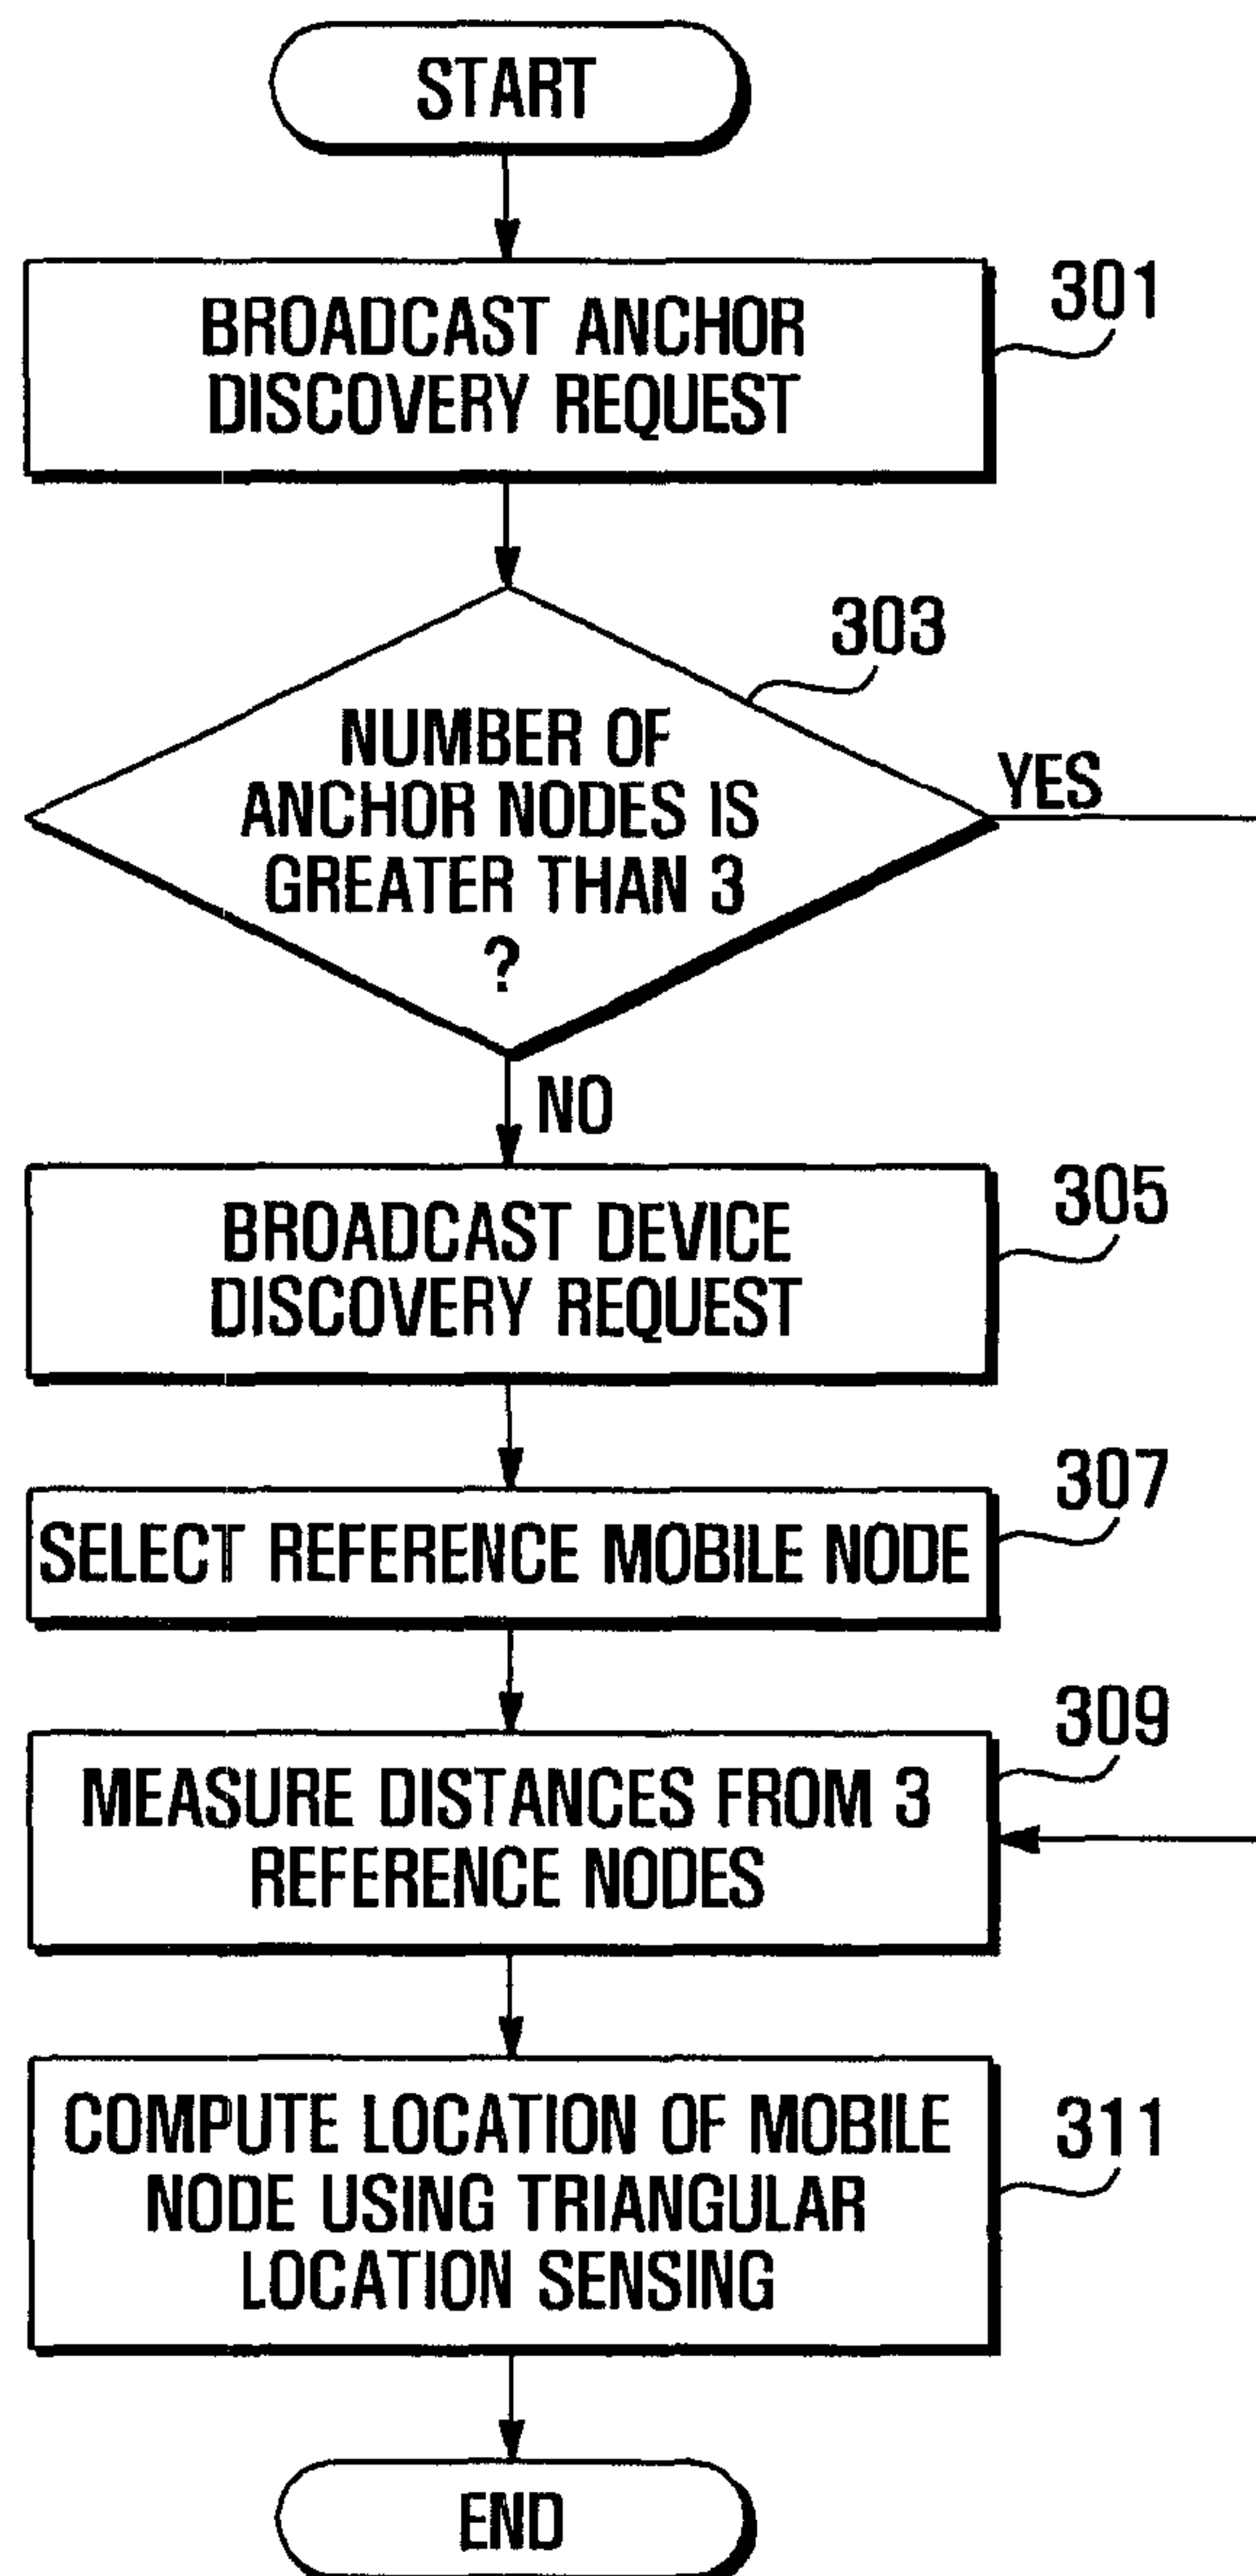 START
BROADCAST ANCHOR
DISCOVERY REQUEST
301
NUMBER OF
ANCHOR NODES IS
GREATER THAN 3
?
303
YES
NO
BROADCAST DEVICE
DISCOVERY REQUEST
305
SELECT REFERENCE MOBILE NODE
307
MEASURE DISTANCES FROM 3
REFERENCE NODES
309
COMPUTE LOCATION OF MOBILE
NODE USING TRIANGULAR
LOCATION SENSING
311
END